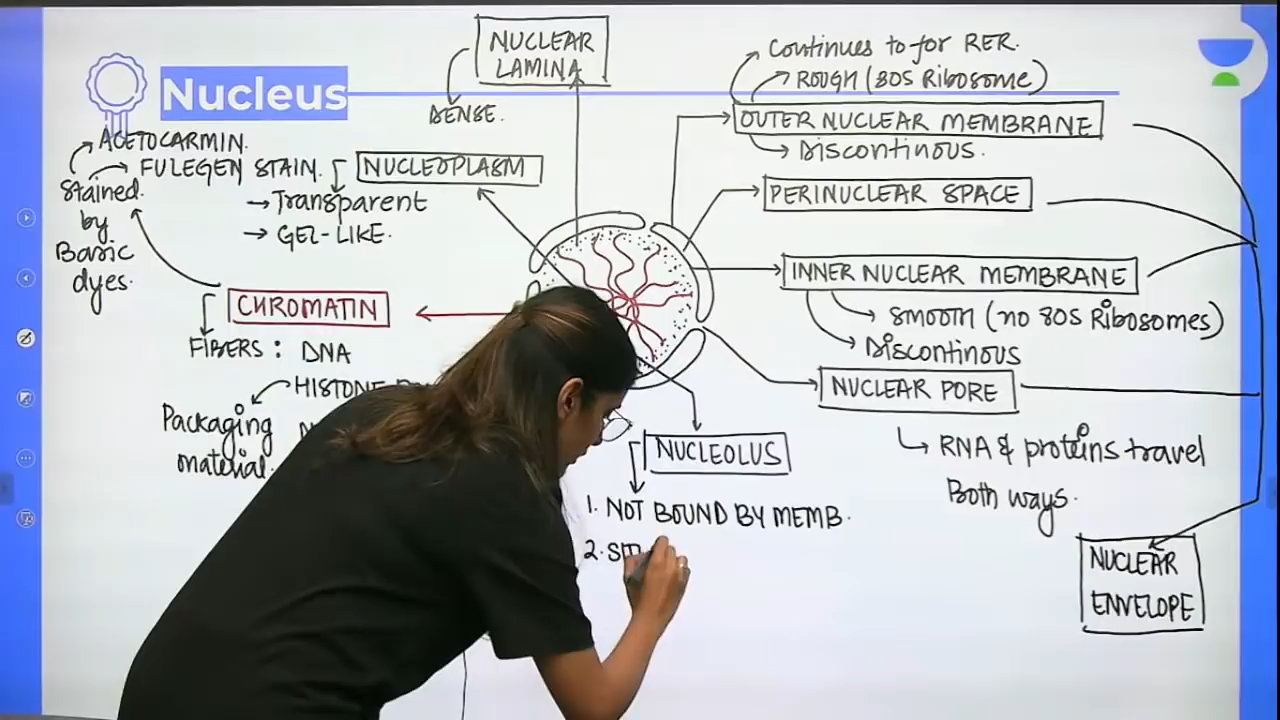 Nucleus
NUCLEAR
LAMINA
DENSE.
Continues to for RER.
ROUGH (80S Ribosome)
OUTER NUCLEAR MEMBRANE
DISCONTINOUS.
PERINUCLEAR SPACE
INNER NUCLEAR MEMBRANE
SMOOTH (no 80S Ribosomes)
DISCONTINOUS
NUCLEAR PORE
RNA & proteins travel
Both ways.
NUCLEAR
ENVELOPE
NUCLEOPLASM
Transparent
GEL-LIKE.
ACETOCARMIN.
FULEGEN STAIN.
Stained
by
Basic
dyes.
CHROMATIN
FIBERS: DNA
HISTONE
Packaging
material.
NUCLEOLUS
1. NOT BOUND BY MEMB.
2.